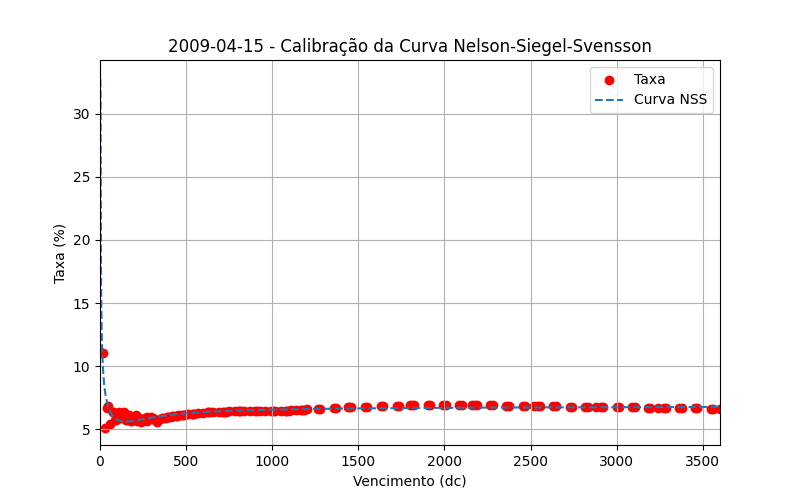 2009-04-15 - Calibração da Curva Nelson-Siegel-Svensson
Taxa
Curva NSS
Taxa (%)
30
25
20
15
10
5
0 500 1000 1500 2000 2500 3000 3500
Vencimento (dc)